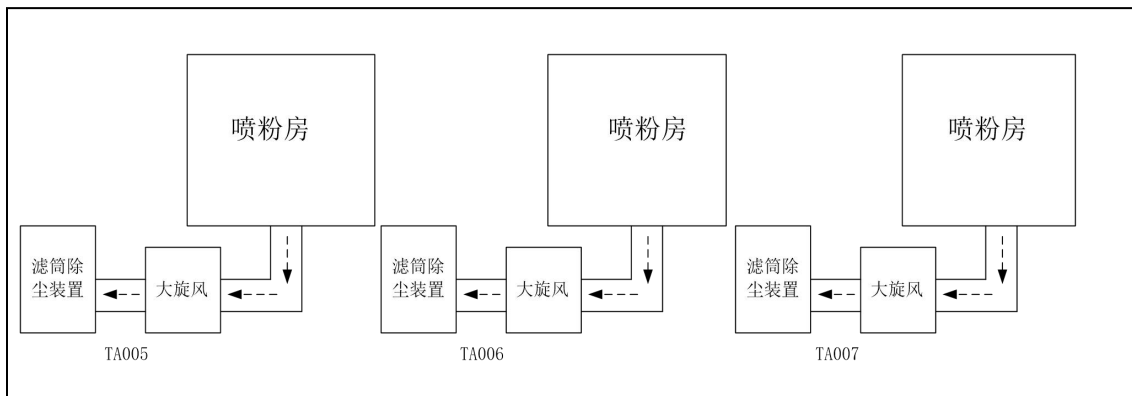 喷粉房
喷粉房
喷粉房
滤筒除
尘装置
大旋风
滤筒除
尘装置
大旋风
滤筒除
尘装置
大旋风
TA005
TA006
TA007